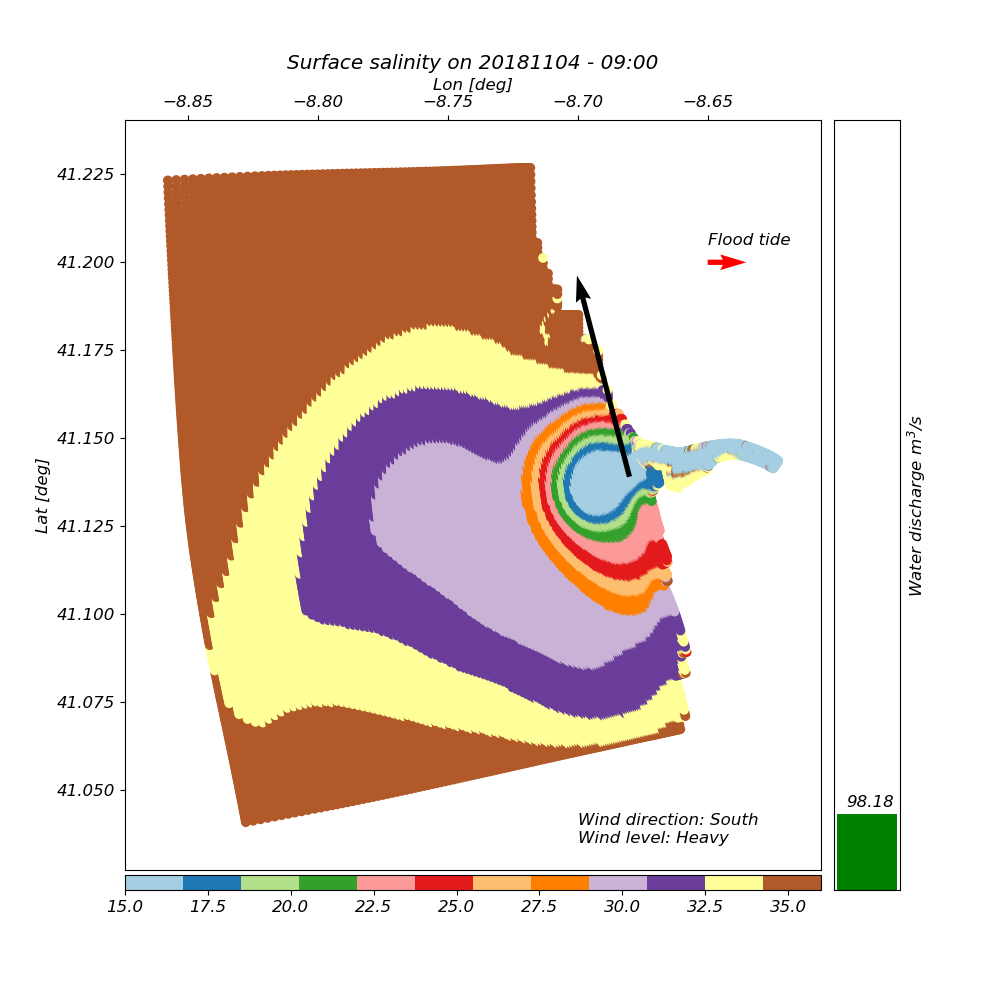 Surface salinity on 20181104 - 09:00
Lon [deg]
−8.85 −8.80 −8.75 −8.70 −8.65
41.225
41.200
41.175
41.150
41.125
41.100
41.075
41.050
Lat [deg]
Flood tide
Wind direction: South
Wind level: Heavy
98.18
Water discharge m³/s
15.0 17.5 20.0 22.5 25.0 27.5 30.0 32.5 35.0